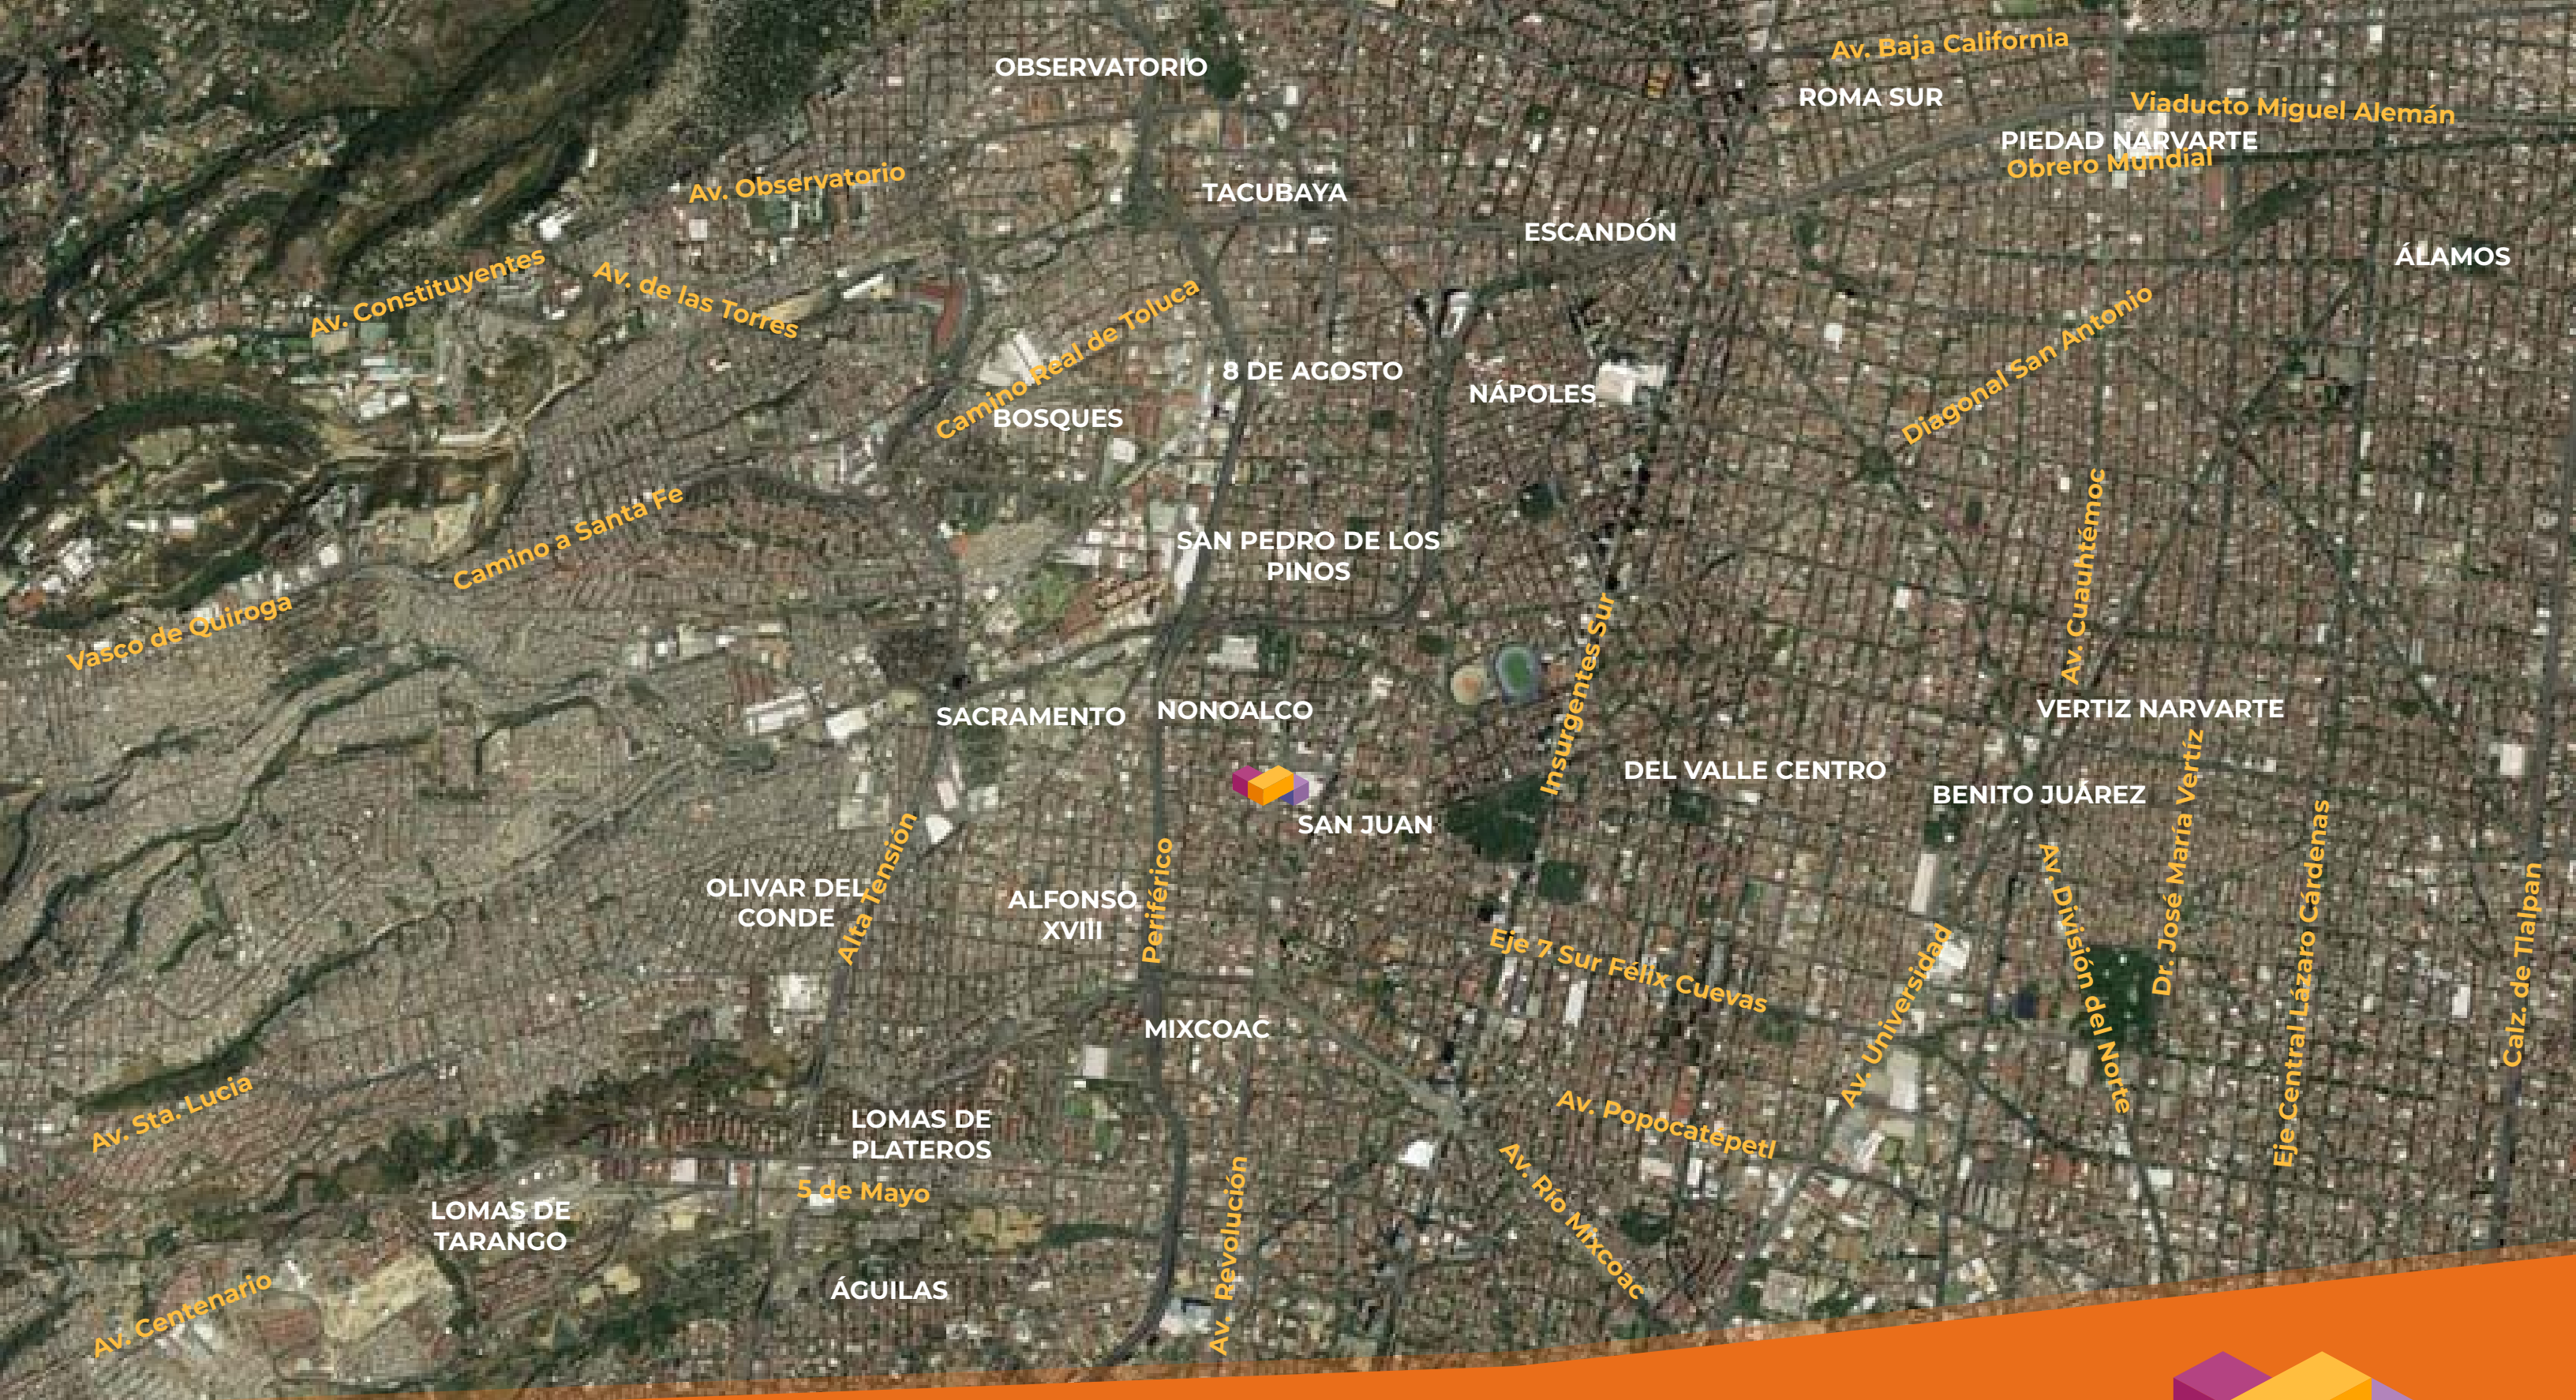 OBSERVATORIO
Av. Baja California
ROMA SUR
Viaducto Miguel Alemán
PIEDAD NARVARTE
Obrero Mundial
Av. Observatorio
TACUBAYA
ESCANDÓN
ÁLAMOS
Av. Constituyentes
Av. de las Torres
Camino Real de Toluca
Diagonal San Antonio
8 DE AGOSTO
NÁPOLES
BOSQUES
Camino a Santa Fe
Av. Cuauhtémoc
SAN PEDRO DE LOS
PINOS
Vasco de Quiroga
Insurgentes Sur
SACRAMENTO
NONOALCO
VERTIZ NARVARTE
DEL VALLE CENTRO
BENITO JUÁREZ
SAN JUAN
Dr. José María Vertíz
Eje Central Lázaro Cárdenas
Alta Tensión
Periférico
OLIVAR DEL
CONDE
ALFONSO
XVIII
Av. División del Norte
Calz. de Tlalpan
Eje 7 Sur Félix Cuevas
Av. Universidad
MIXCOAC
Av. Sta. Lucia
LOMAS DE
PLATEROS
Av. Popocatépetl
5 de Mayo
Av. Revolución
Av. Río Mixcoac
LOMAS DE
TARANGO
Av. Centenario
ÁGUILAS